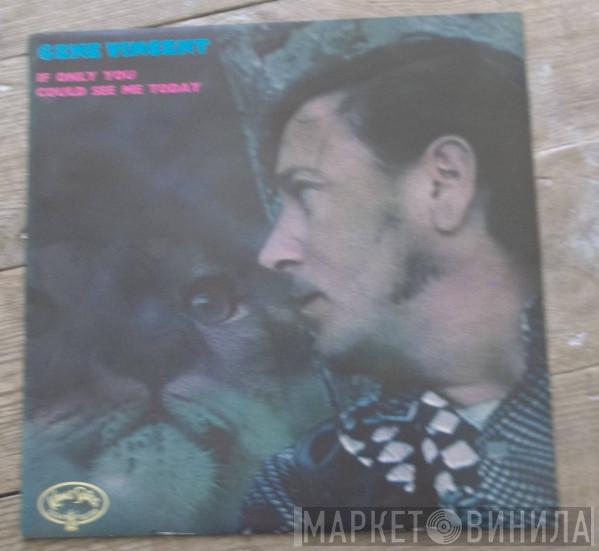 GENE VINCENT
IF ONLY YOU
COULD SEE ME TODAY
МАРКЕТ ВИНИЛА